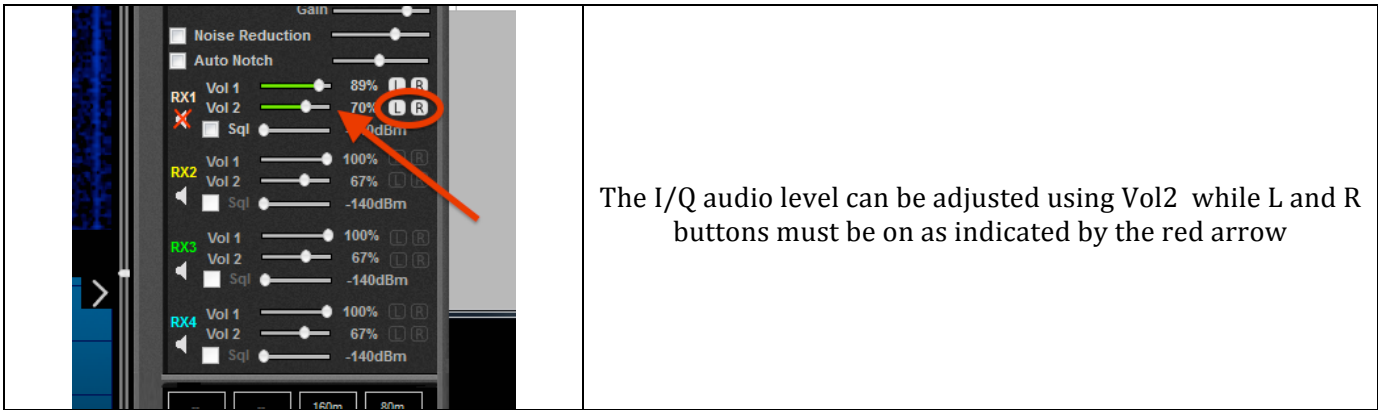 Gain
Noise Reduction
Auto Notch
Vol 1 89% L R
RX1
Vol 2 70% L R
Sql dBm
Vol 1 100% L R
RX2
Vol 2 67% L R
Sql -140dBm
Vol 1 100% L R
RX3
Vol 2 67% L R
Sql -140dBm
Vol 1 100% L R
RX4
Vol 2 67% L R
Sql -140dBm
-- -- 160m 80m
The I/Q audio level can be adjusted using Vol2 while L and R
buttons must be on as indicated by the red arrow